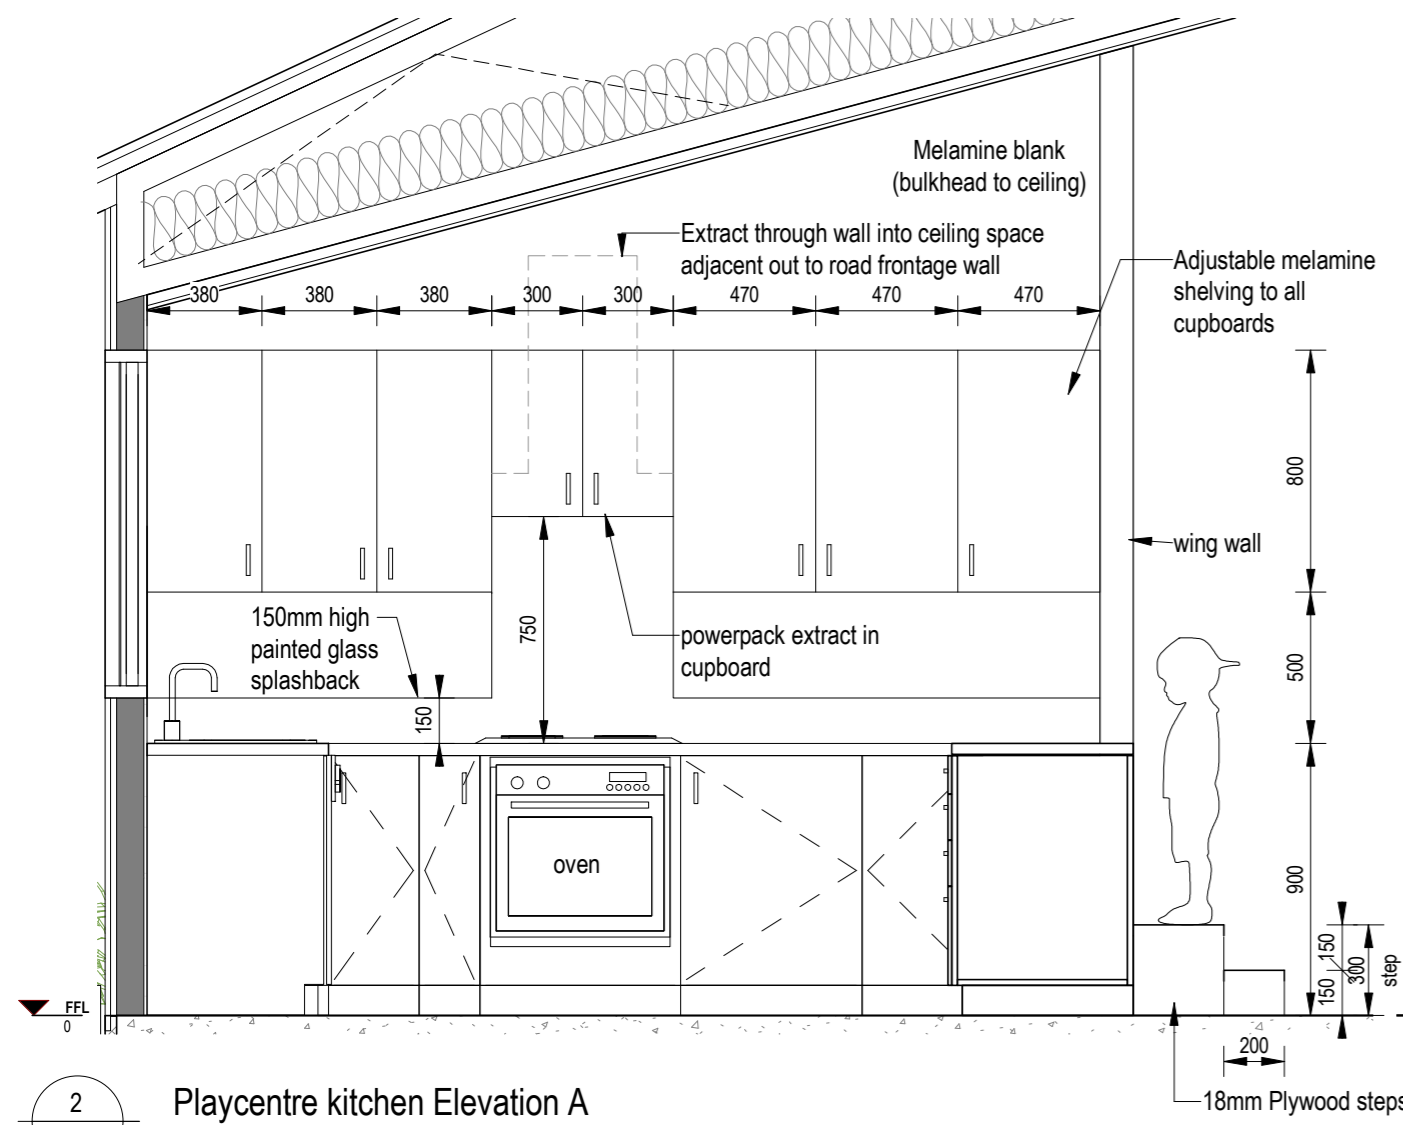 Melamine blank
(bulkhead to ceiling)
Extract through wall into ceiling space
adjacent out to road frontage wall
Adjustable melamine
shelving to all
cupboards
380 380 380 300 300 470 470 470
800
wing wall
150mm high
painted glass
splashback
750
powerpack extract in
cupboard
500
150
oven
900
150
150
300
step
FFL
0
200
18mm Plywood steps
2 Playcentre kitchen Elevation A